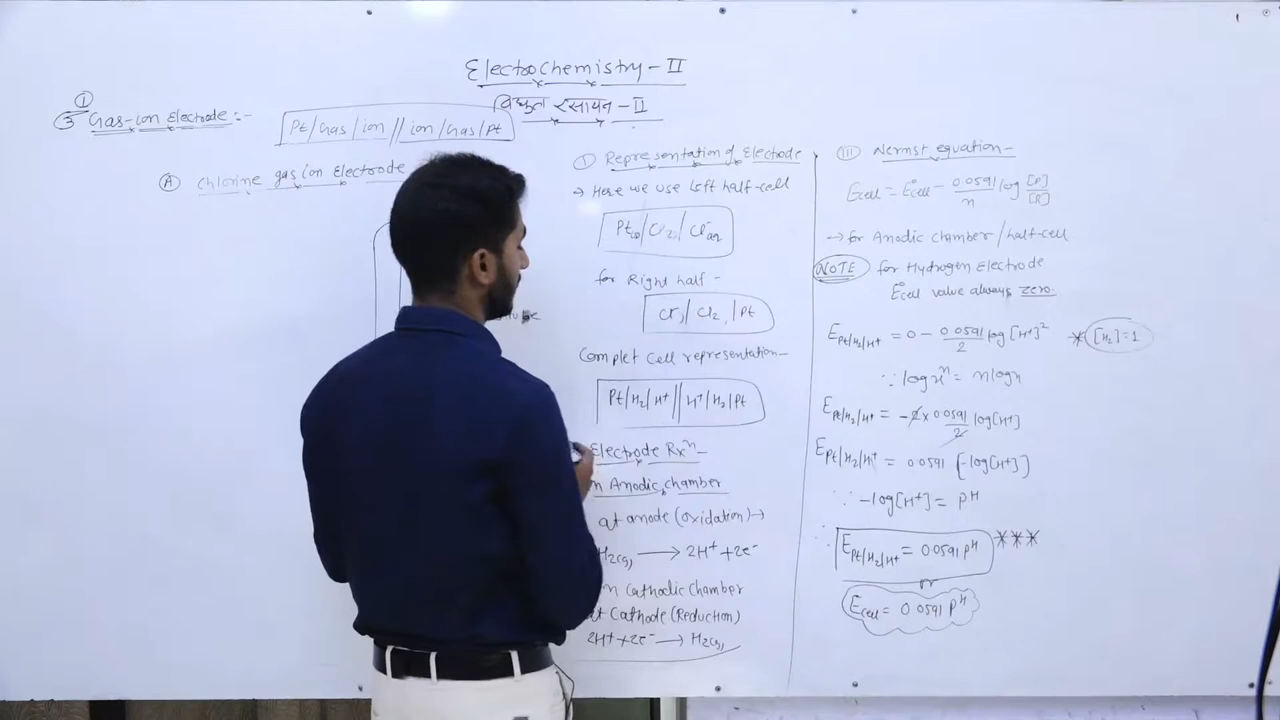 Electrochemistry-II
विद्युत रसायन-II
① 
③ Gas-ion Electrode:-
Pt/Gas/ion//ion/Gas/Pt
Ⓐ chlorine gas ion Electrode
① Representation of Electode
→ Here we use left half-cell
Pt(s)/Cl2/Cl-aq
for Right half-
Cl-/Cl2/Pt
Complet Cell representation-
Pt/H2/H+//H+/H2/Pt
Electrode Rxn-
n Anodic chamber
at anode (oxidation)→
H2(g) ⟶ 2H+ + 2e-
n Cathodic Chamber
at Cathode (Reduction)
2H+ + 2e- ⟶ H2(g)
III Nernst equation-
Ecell = E°cell - 0.0591/n log [P]/[R]
→ for Anodic chamber/half-cell
NOTE for Hydrogen Electrode
E°cell value always zero.
EPt/H2/H+ = 0 - 0.0591/2 log[H+]2 * [H2]=1
∵ logxn = nlogx
EPt/H2/H+ = -2×0.0591/2 log[H+]
EPt/H2/H+ = 0.0591 [-log[H+]]
∵ -log[H+] = PH
∴ EPt/H2/H+ = 0.0591 PH ***
or
Ecell = 0.0591 PH